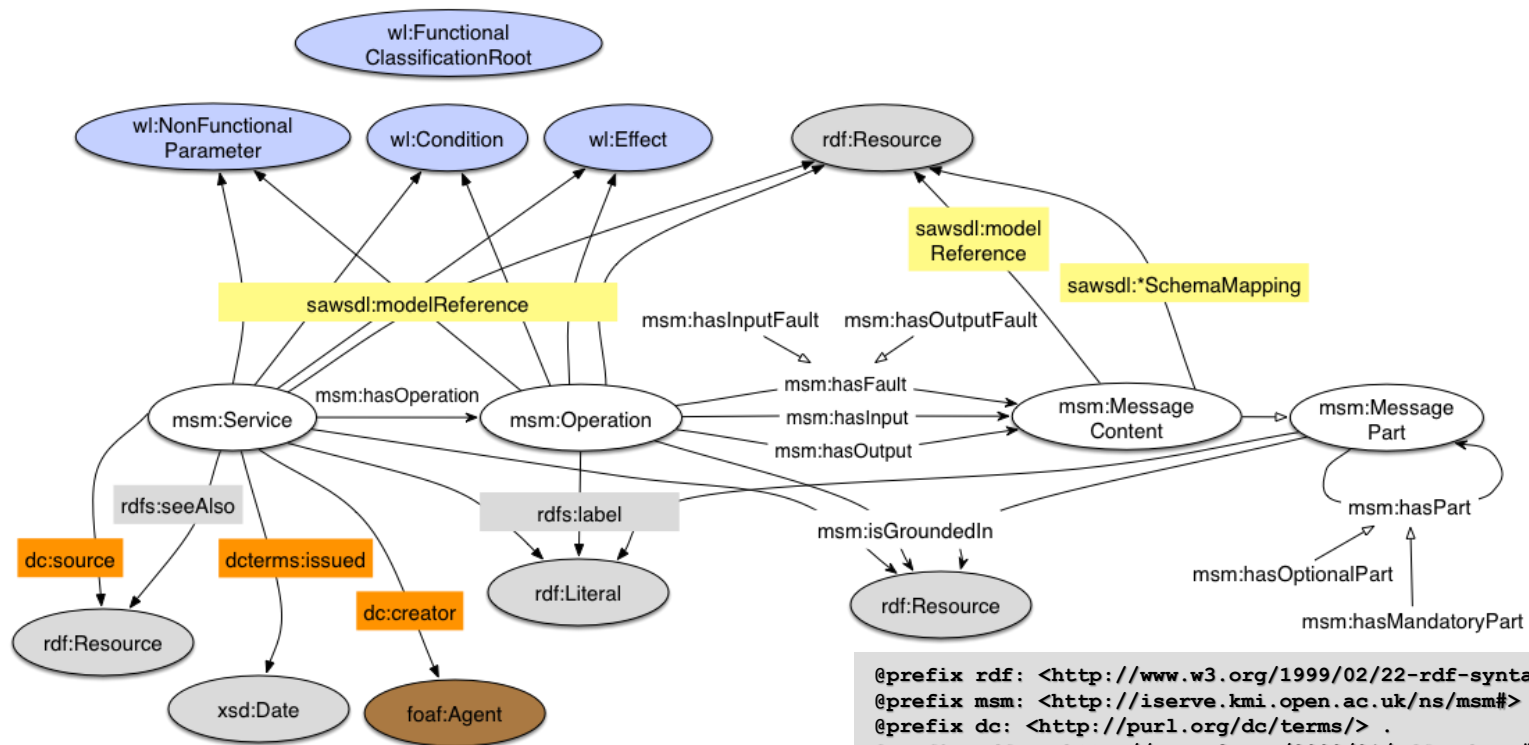 wl:Functional
ClassificationRoot
wl:NonFunctional
Parameter
wl:Condition
wl:Effect
rdf:Resource
sawsdl:model
Reference
sawsdl:*SchemaMapping
sawsdl:modelReference
msm:hasInputFault
msm:hasOutputFault
msm:hasFault
msm:hasOperation
msm:Service
msm:Operation
msm:hasInput
msm:hasOutput
msm:Message
Content
msm:Message
Part
rdfs:seeAlso
rdfs:label
msm:isGroundedIn
msm:hasPart
dc:source
dcterms:issued
dc:creator
rdf:Literal
rdf:Resource
msm:hasOptionalPart
msm:hasMandatoryPart
rdf:Resource
xsd:Date
foaf:Agent
@prefix rdf: <http://www.w3.org/1999/02/22-rdf-synta
@prefix msm: <http://iserve.kmi.open.ac.uk/ns/msm#>
@prefix dc: <http://purl.org/dc/terms/> .